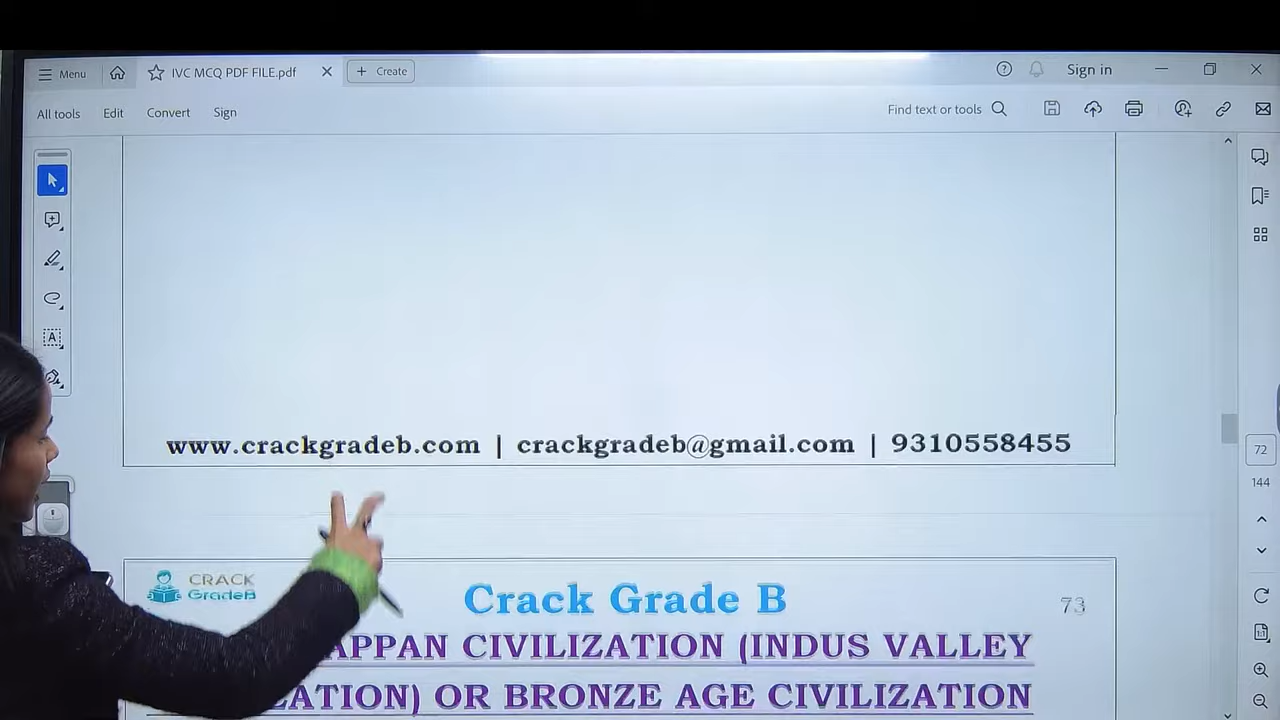 Menu
IVC MCQ PDF FILE.pdf
Create
Sign in
All tools
Edit
Convert
Sign
Find text or tools
www.crackgradeb.com | crackgradeb@gmail.com | 9310558455
72
144
CRACK
GradeB
Crack Grade B
73
APPAN CIVILIZATION (INDUS VALLEY
ZATION) OR BRONZE AGE CIVILIZATION